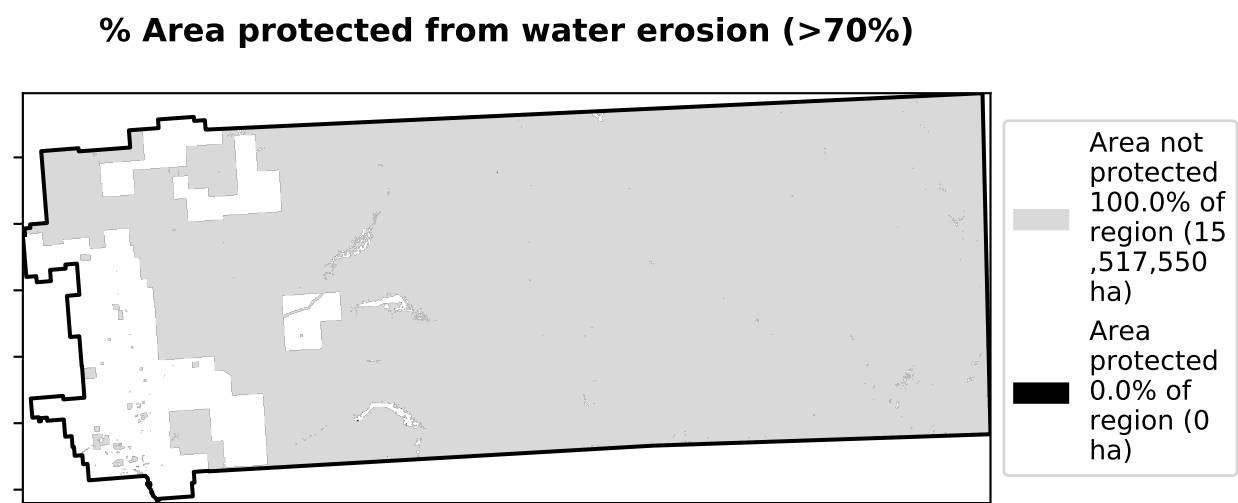 % Area protected from water erosion (>70%)
Area not
protected
100.0% of
region (15
,517,550
ha)
Area
protected
0.0% of
region (0
ha)